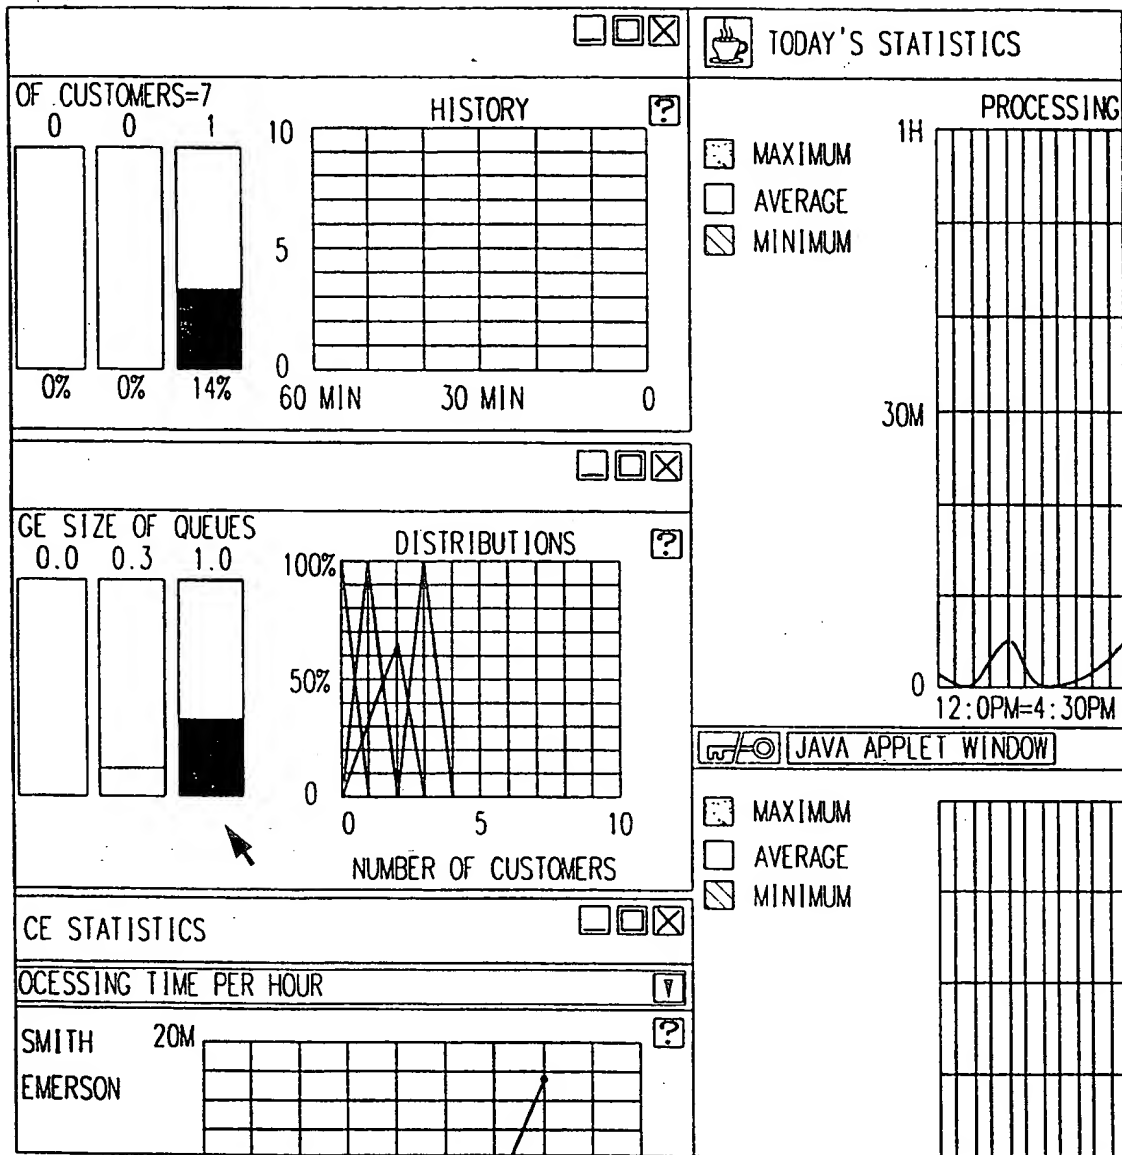 OF CUSTOMERS=7
0 0 1
0% 0% 14%
HISTORY
?
10
5
0
60 MIN 30 MIN 0
GE SIZE OF QUEUES
0.0 0.3 1.0
DISTRIBUTIONS
?
100%
50%
0
0 5 10
NUMBER OF CUSTOMERS
CE STATISTICS
OCESSING TIME PER HOUR
SMITH
EMERSON
20M
?
TODAY'S STATISTICS
PROCESSING
MAXIMUM
AVERAGE
MINIMUM
1H
30M
0
12:0PM=4:30PM
JAVA APPLET WINDOW
MAXIMUM
AVERAGE
MINIMUM